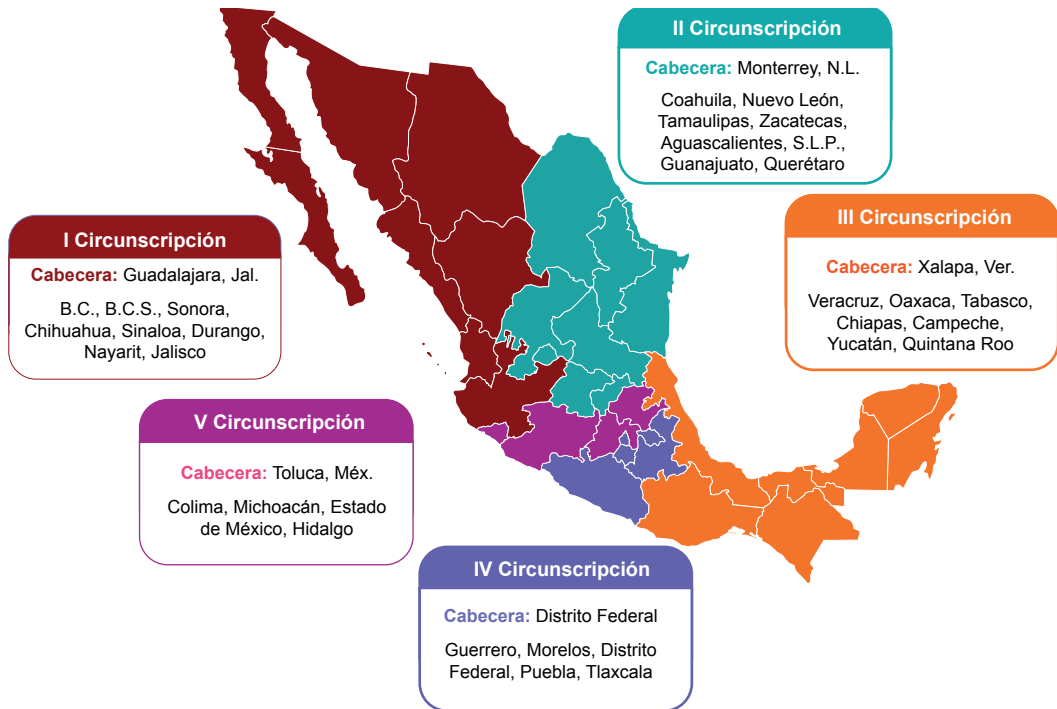 II Circunscripción
Cabecera: Monterrey, N.L.
Coahuila, Nuevo León,
Tamaulipas, Zacatecas,
Aguascalientes, S.L.P.,
Guanajuato, Querétaro
I Circunscripción
Cabecera: Guadalajara, Jal.
B.C., B.C.S., Sonora,
Chihuahua, Sinaloa, Durango,
Nayarit, Jalisco
III Circunscripción
Cabecera: Xalapa, Ver.
Veracruz, Oaxaca, Tabasco,
Chiapas, Campeche,
Yucatán, Quintana Roo
V Circunscripción
Cabecera: Toluca, Méx.
Colima, Michoacán, Estado
de México, Hidalgo
IV Circunscripción
Cabecera: Distrito Federal
Guerrero, Morelos, Distrito
Federal, Puebla, Tlaxcala